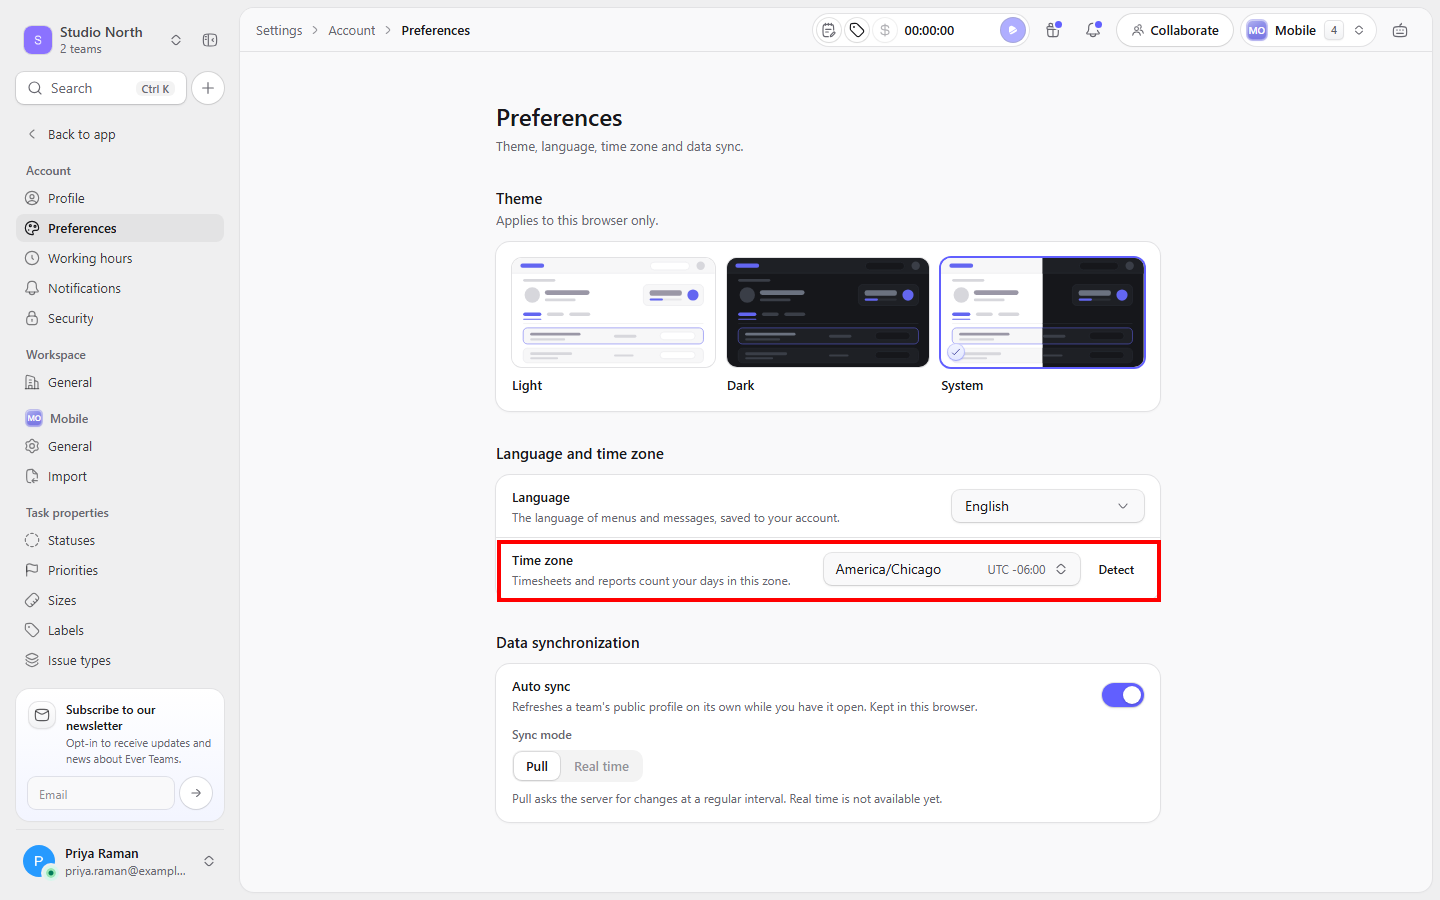 S
Studio North
2 teams
Search
Ctrl K
Back to app
Account
Profile
Preferences
Working hours
Notifications
Security
Workspace
General
MO Mobile
General
Import
Task properties
Statuses
Priorities
Sizes
Labels
Issue types
Subscribe to our
newsletter
Opt-in to receive updates and
news about Ever Teams.
Email
P
Priya Raman
priya.raman@exampl...
Settings > Account > Preferences
$ 00:00:00
Collaborate
MO Mobile 4
Preferences
Theme, language, time zone and data sync.
Theme
Applies to this browser only.
Light
Dark
System
Language and time zone
Language
The language of menus and messages, saved to your account.
English
Time zone
Timesheets and reports count your days in this zone.
America/Chicago UTC -06:00
Detect
Data synchronization
Auto sync
Refreshes a team's public profile on its own while you have it open. Kept in this browser.
Sync mode
Pull Real time
Pull asks the server for changes at a regular interval. Real time is not available yet.